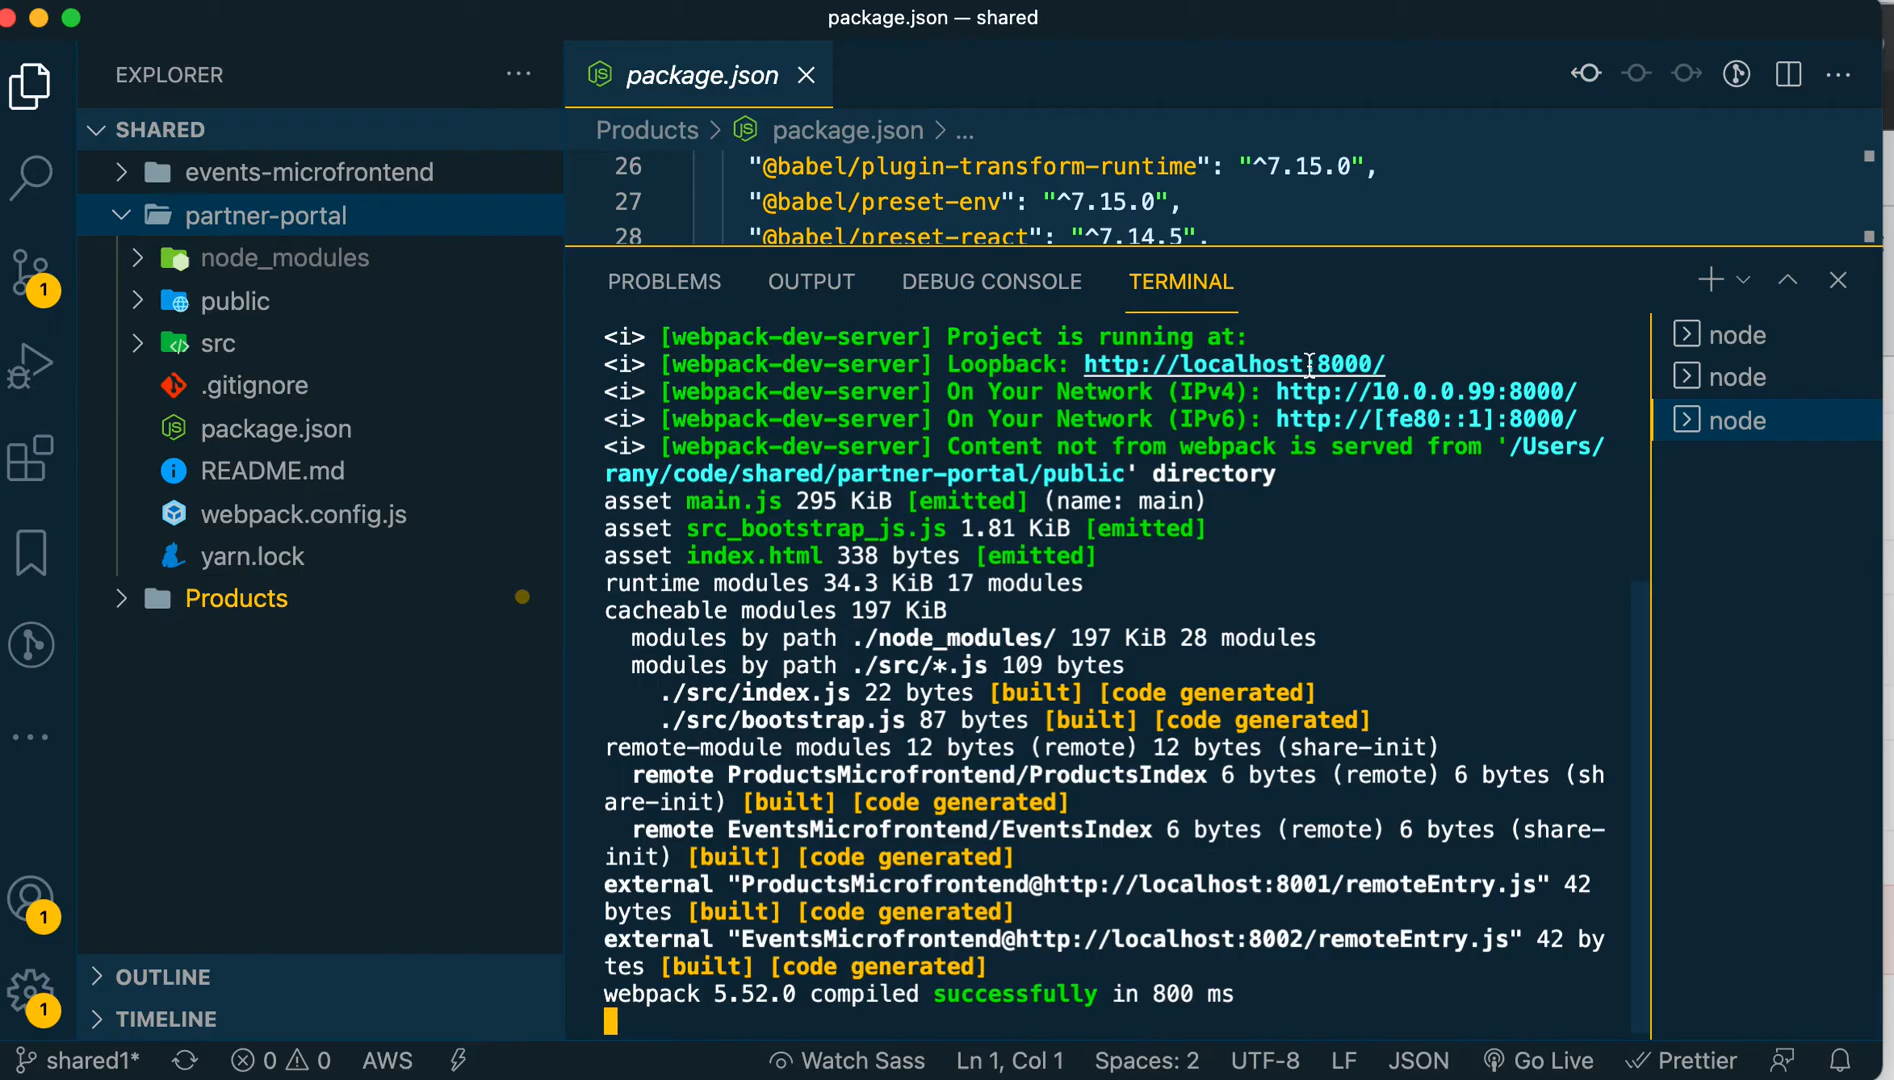 package.json — shared
EXPLORER
SHARED
events-microfrontend
partner-portal
node_modules
public
src
.gitignore
package.json
README.md
webpack.config.js
yarn.lock
Products
OUTLINE
TIMELINE
1
1
1
package.json
Products > package.json > ...
26 "@babel/plugin-transform-runtime": "^7.15.0",
27 "@babel/preset-env": "^7.15.0",
28 "@babel/preset-react": "^7.14.5",
PROBLEMS OUTPUT DEBUG CONSOLE TERMINAL
<i> [webpack-dev-server] Project is running at:
<i> [webpack-dev-server] Loopback: http://localhost:8000/
<i> [webpack-dev-server] On Your Network (IPv4): http://10.0.0.99:8000/
<i> [webpack-dev-server] On Your Network (IPv6): http://[fe80::1]:8000/
<i> [webpack-dev-server] Content not from webpack is served from '/Users/
rany/code/shared/partner-portal/public' directory
asset main.js 295 KiB [emitted] (name: main)
asset src_bootstrap_js.js 1.81 KiB [emitted]
asset index.html 338 bytes [emitted]
runtime modules 34.3 KiB 17 modules
cacheable modules 197 KiB
modules by path ./node_modules/ 197 KiB 28 modules
modules by path ./src/*.js 109 bytes
./src/index.js 22 bytes [built] [code generated]
./src/bootstrap.js 87 bytes [built] [code generated]
remote-module modules 12 bytes (remote) 12 bytes (share-init)
remote ProductsMicrofrontend/ProductsIndex 6 bytes (remote) 6 bytes (sh
are-init) [built] [code generated]
remote EventsMicrofrontend/EventsIndex 6 bytes (remote) 6 bytes (share-
init) [built] [code generated]
external "ProductsMicrofrontend@http://localhost:8001/remoteEntry.js" 42
bytes [built] [code generated]
external "EventsMicrofrontend@http://localhost:8002/remoteEntry.js" 42 by
tes [built] [code generated]
webpack 5.52.0 compiled successfully in 800 ms
node
node
node
shared1* 0 0 AWS Watch Sass Ln 1, Col 1 Spaces: 2 UTF-8 LF JSON Go Live Prettier